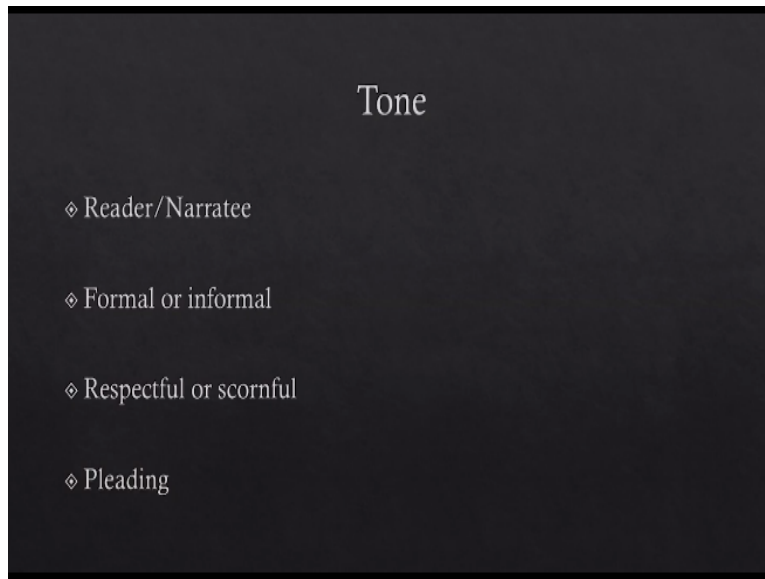 Tone
Reader/Narratee
Formal or informal
Respectful or scornful
Pleading